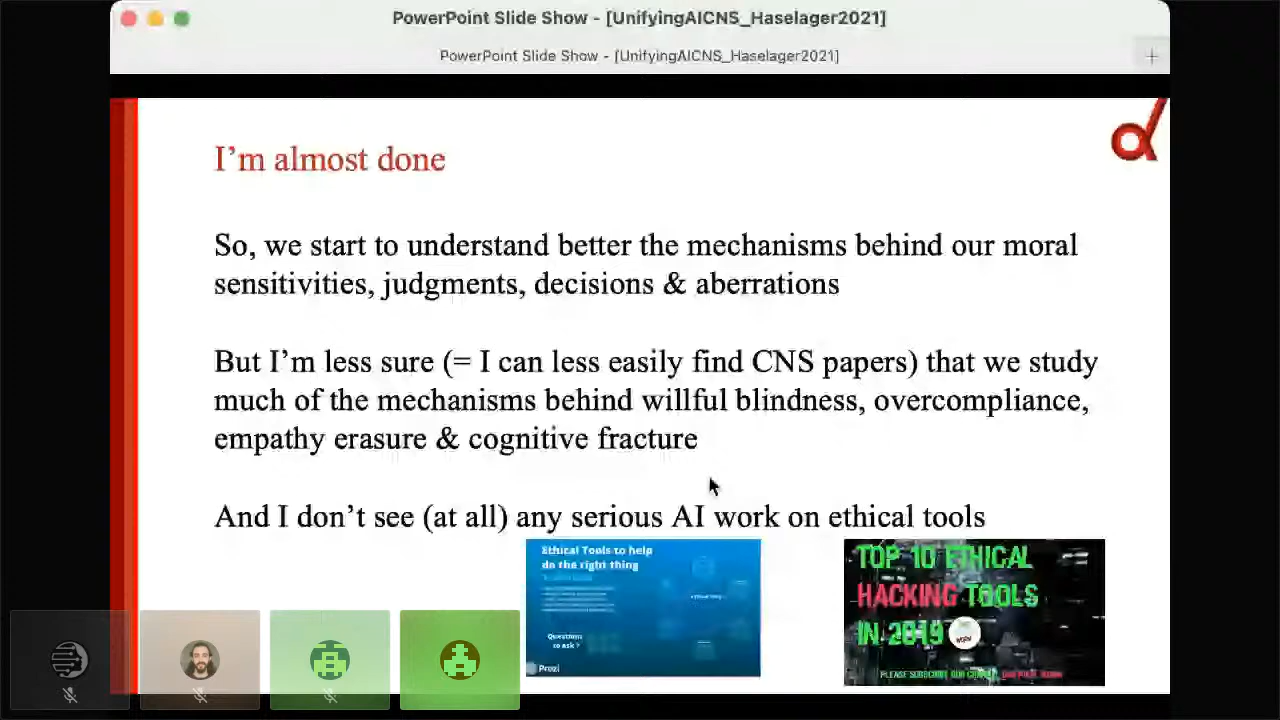 PowerPoint Slide Show - [UnifyingAICNS_Haselager2021]
PowerPoint Slide Show - [UnifyingAICNS_Haselager2021]
I'm almost done
So, we start to understand better the mechanisms behind our moral
sensitivities, judgments, decisions & aberrations
But I'm less sure (= I can less easily find CNS papers) that we study
much of the mechanisms behind willful blindness, overcompliance,
empathy erasure & cognitive fracture
And I don't see (at all) any serious AI work on ethical tools
Ethical Tools to help
do the right thing
Questions
to ask ?
Prezi
TOP 10 ETHICAL
HACKING TOOLS
IN 2019
PLEASE SUBSCRIBE OUR CHANNEL